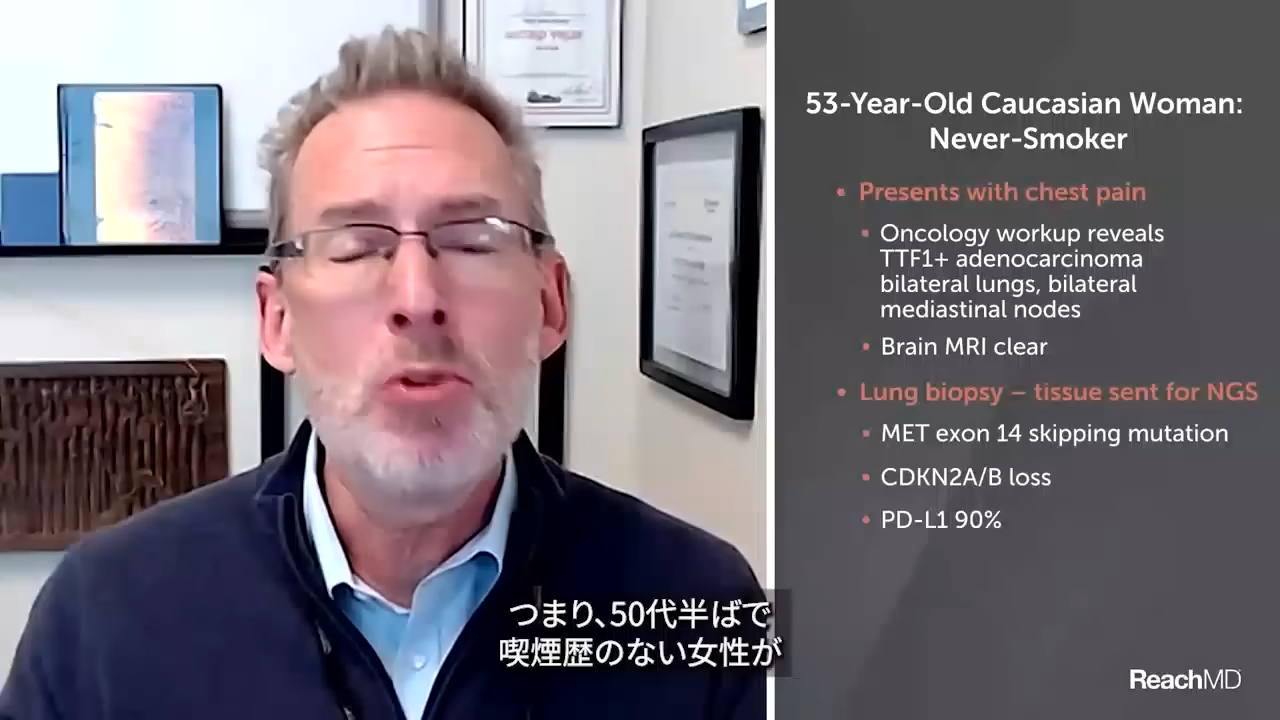 53-Year-Old Caucasian Woman:
Never-Smoker
• Presents with chest pain
▪ Oncology workup reveals
TTF1+ adenocarcinoma
bilateral lungs, bilateral
mediastinal nodes
▪ Brain MRI clear
• Lung biopsy – tissue sent for NGS
▪ MET exon 14 skipping mutation
▪ CDKN2A/B loss
▪ PD-L1 90%
つまり、50代半ばで
喫煙歴のない女性が
ReachMD